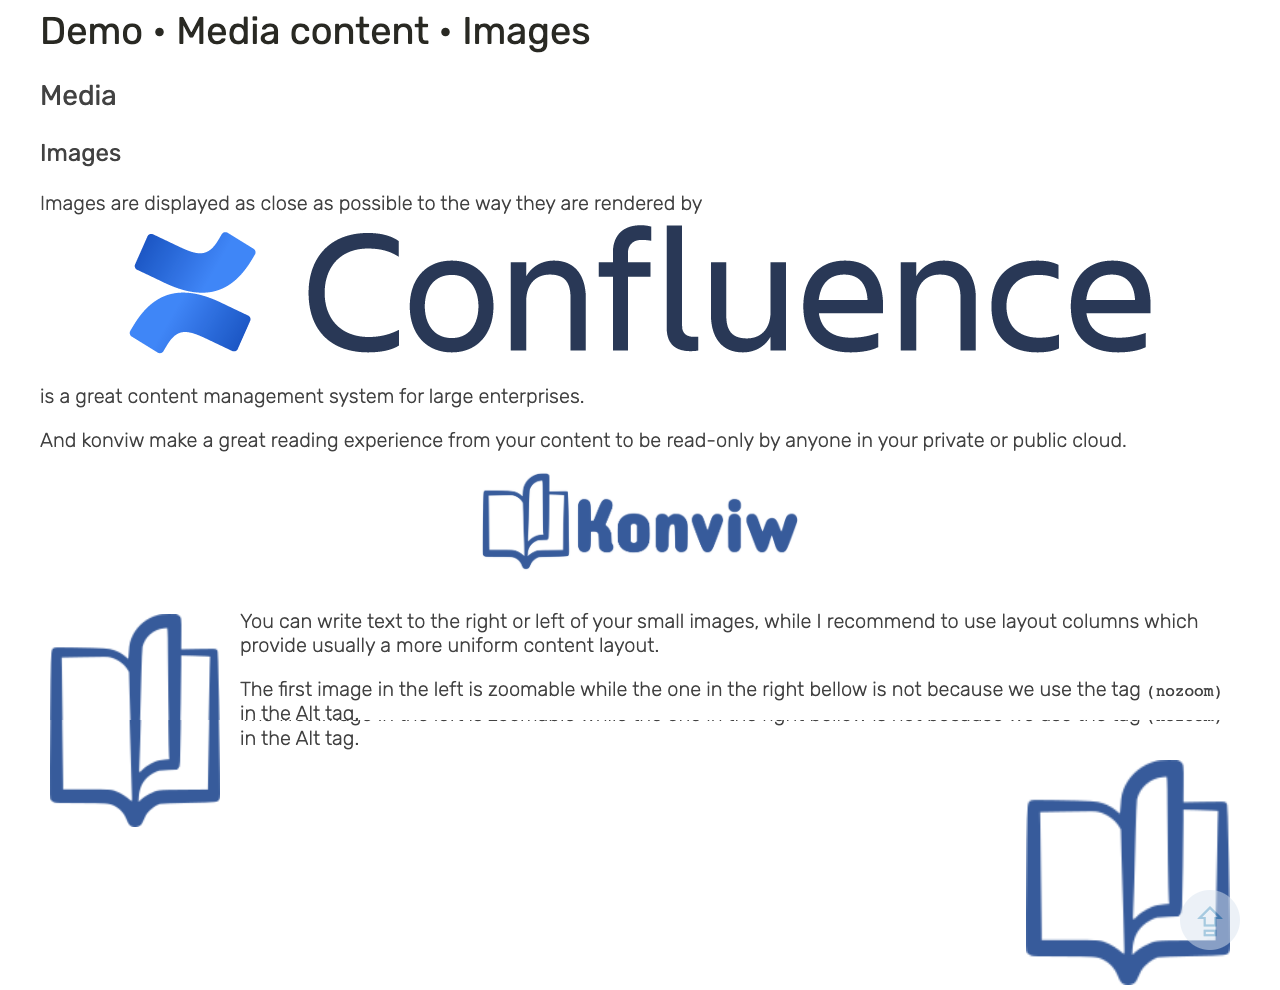 Demo • Media content • Images
Media
Images
Images are displayed as close as possible to the way they are rendered by
Confluence
is a great content management system for large enterprises.
And konviw make a great reading experience from your content to be read-only by anyone in your private or public cloud.
Konviw
You can write text to the right or left of your small images, while I recommend to use layout columns which
provide usually a more uniform content layout.
The first image in the left is zoomable while the one in the right bellow is not because we use the tag (nozoom)
in the Alt tag.
in the Alt tag.